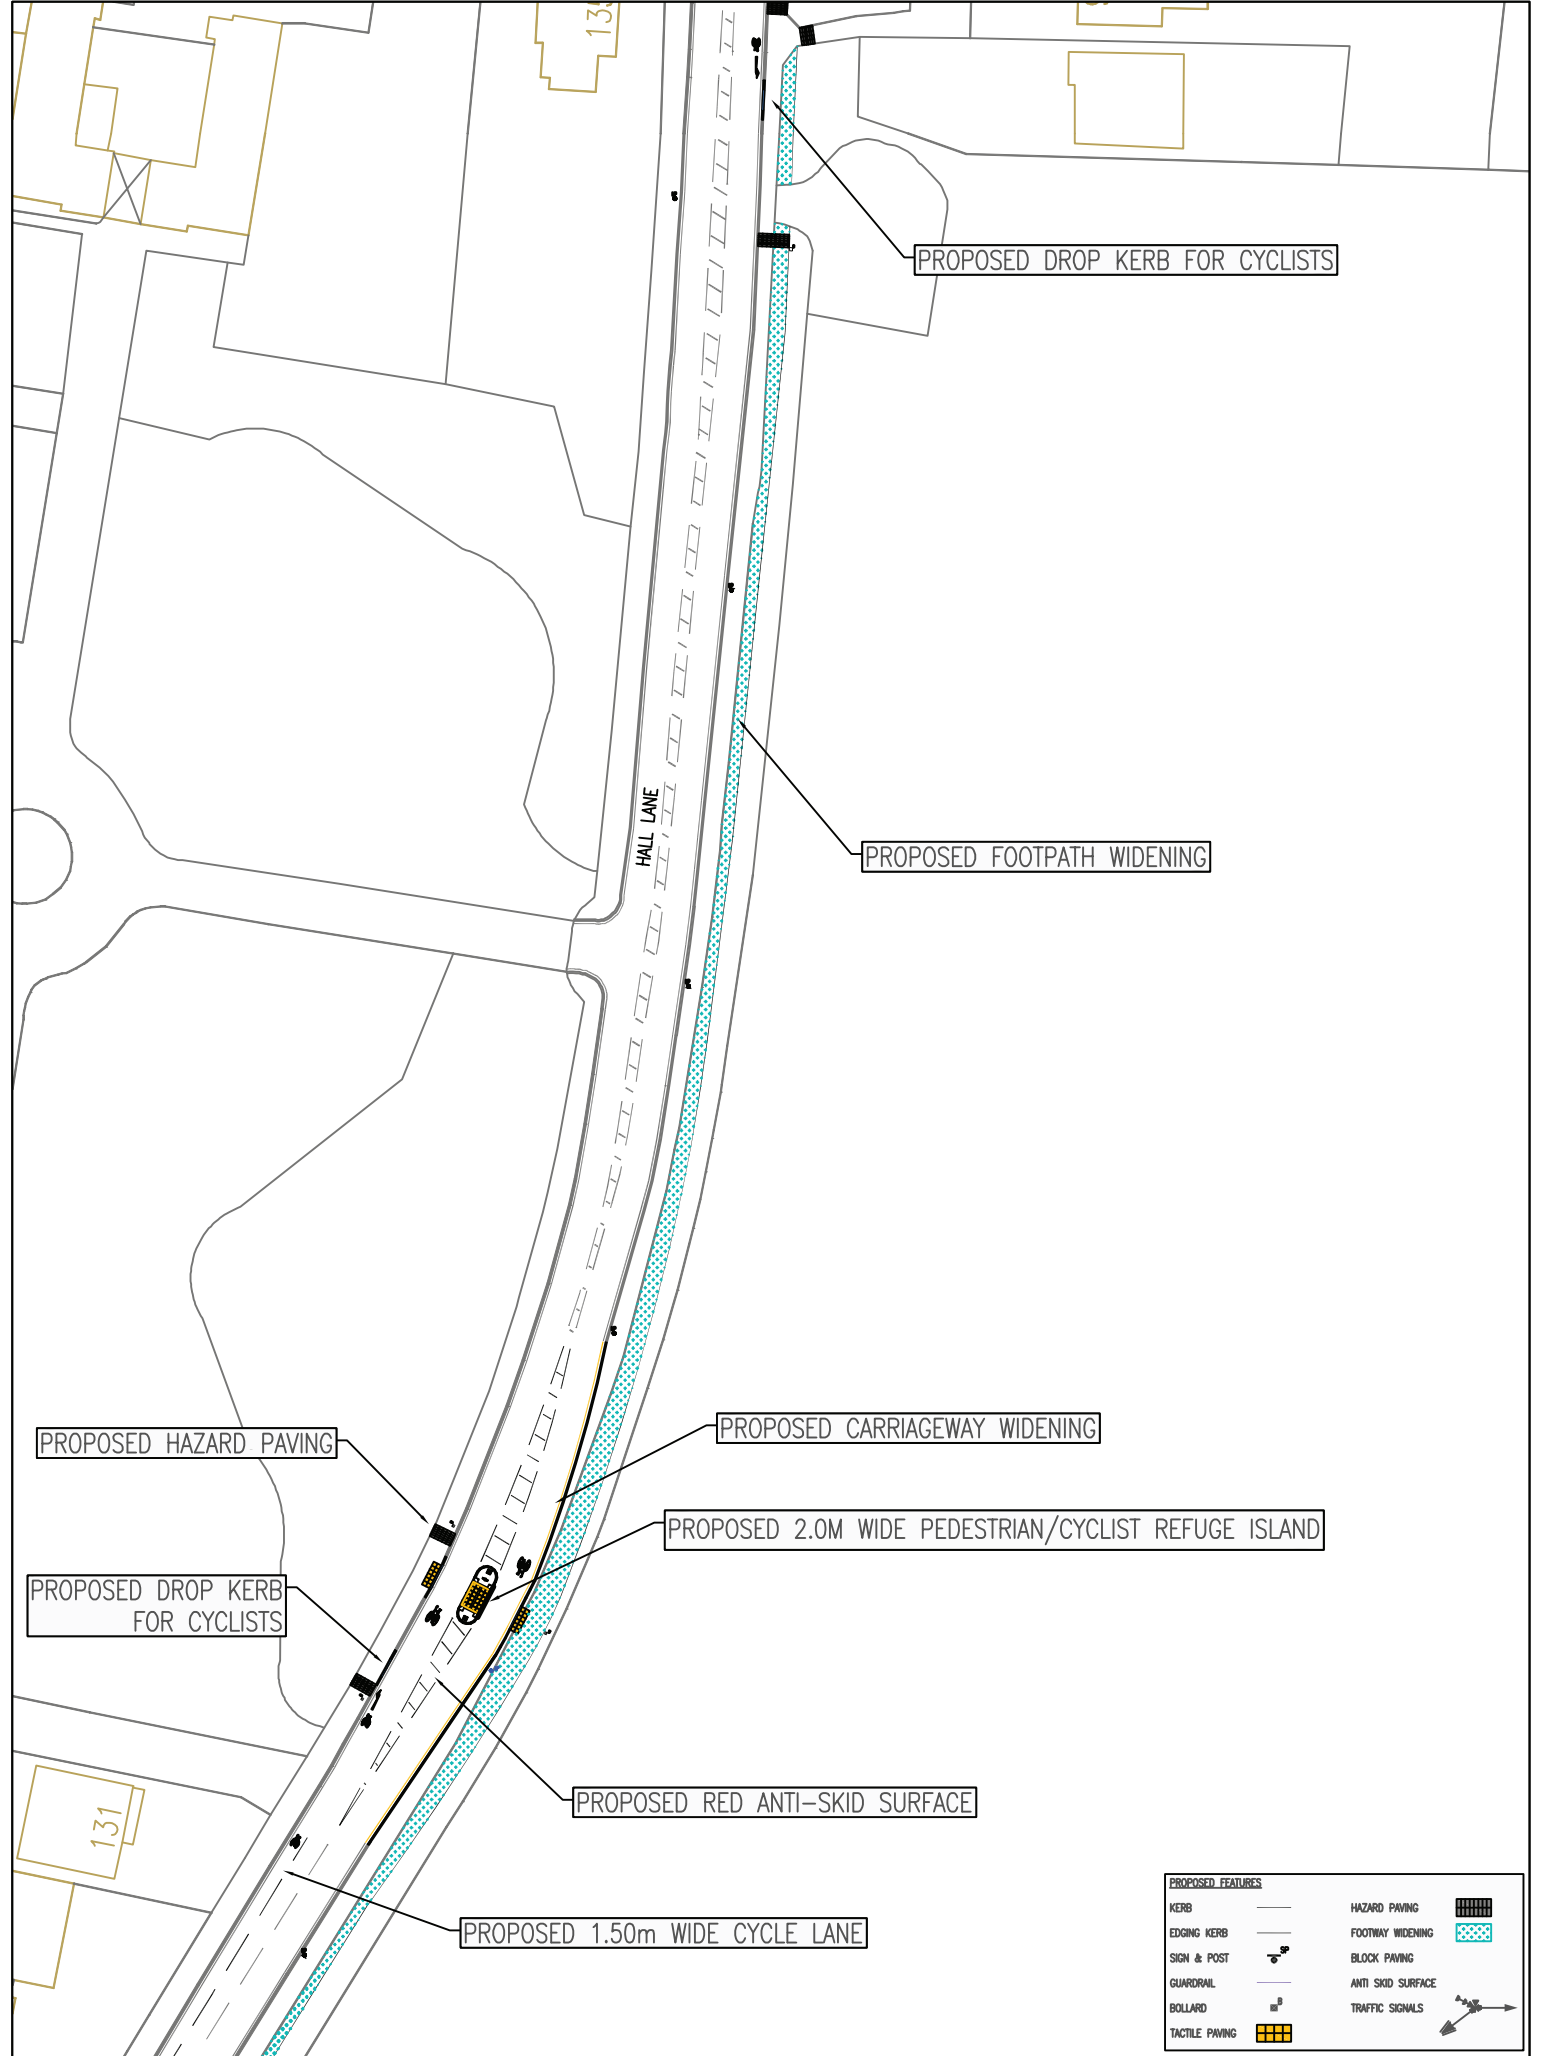 135
PROPOSED DROP KERB FOR CYCLISTS
HALL LANE
PROPOSED FOOTPATH WIDENING
PROPOSED CARRIAGEWAY WIDENING
PROPOSED HAZARD PAVING
PROPOSED 2.0M WIDE PEDESTRIAN/CYCLIST REFUGE ISLAND
PROPOSED DROP KERB
FOR CYCLISTS
PROPOSED RED ANTI-SKID SURFACE
131
PROPOSED 1.50m WIDE CYCLE LANE
PROPOSED FEATURES
KERB
EDGING KERB
SIGN & POST SP
GUARDRAIL
BOLLARD B
TACTILE PAVING
HAZARD PAVING
FOOTWAY WIDENING
BLOCK PAVING
ANTI SKID SURFACE
TRAFFIC SIGNALS